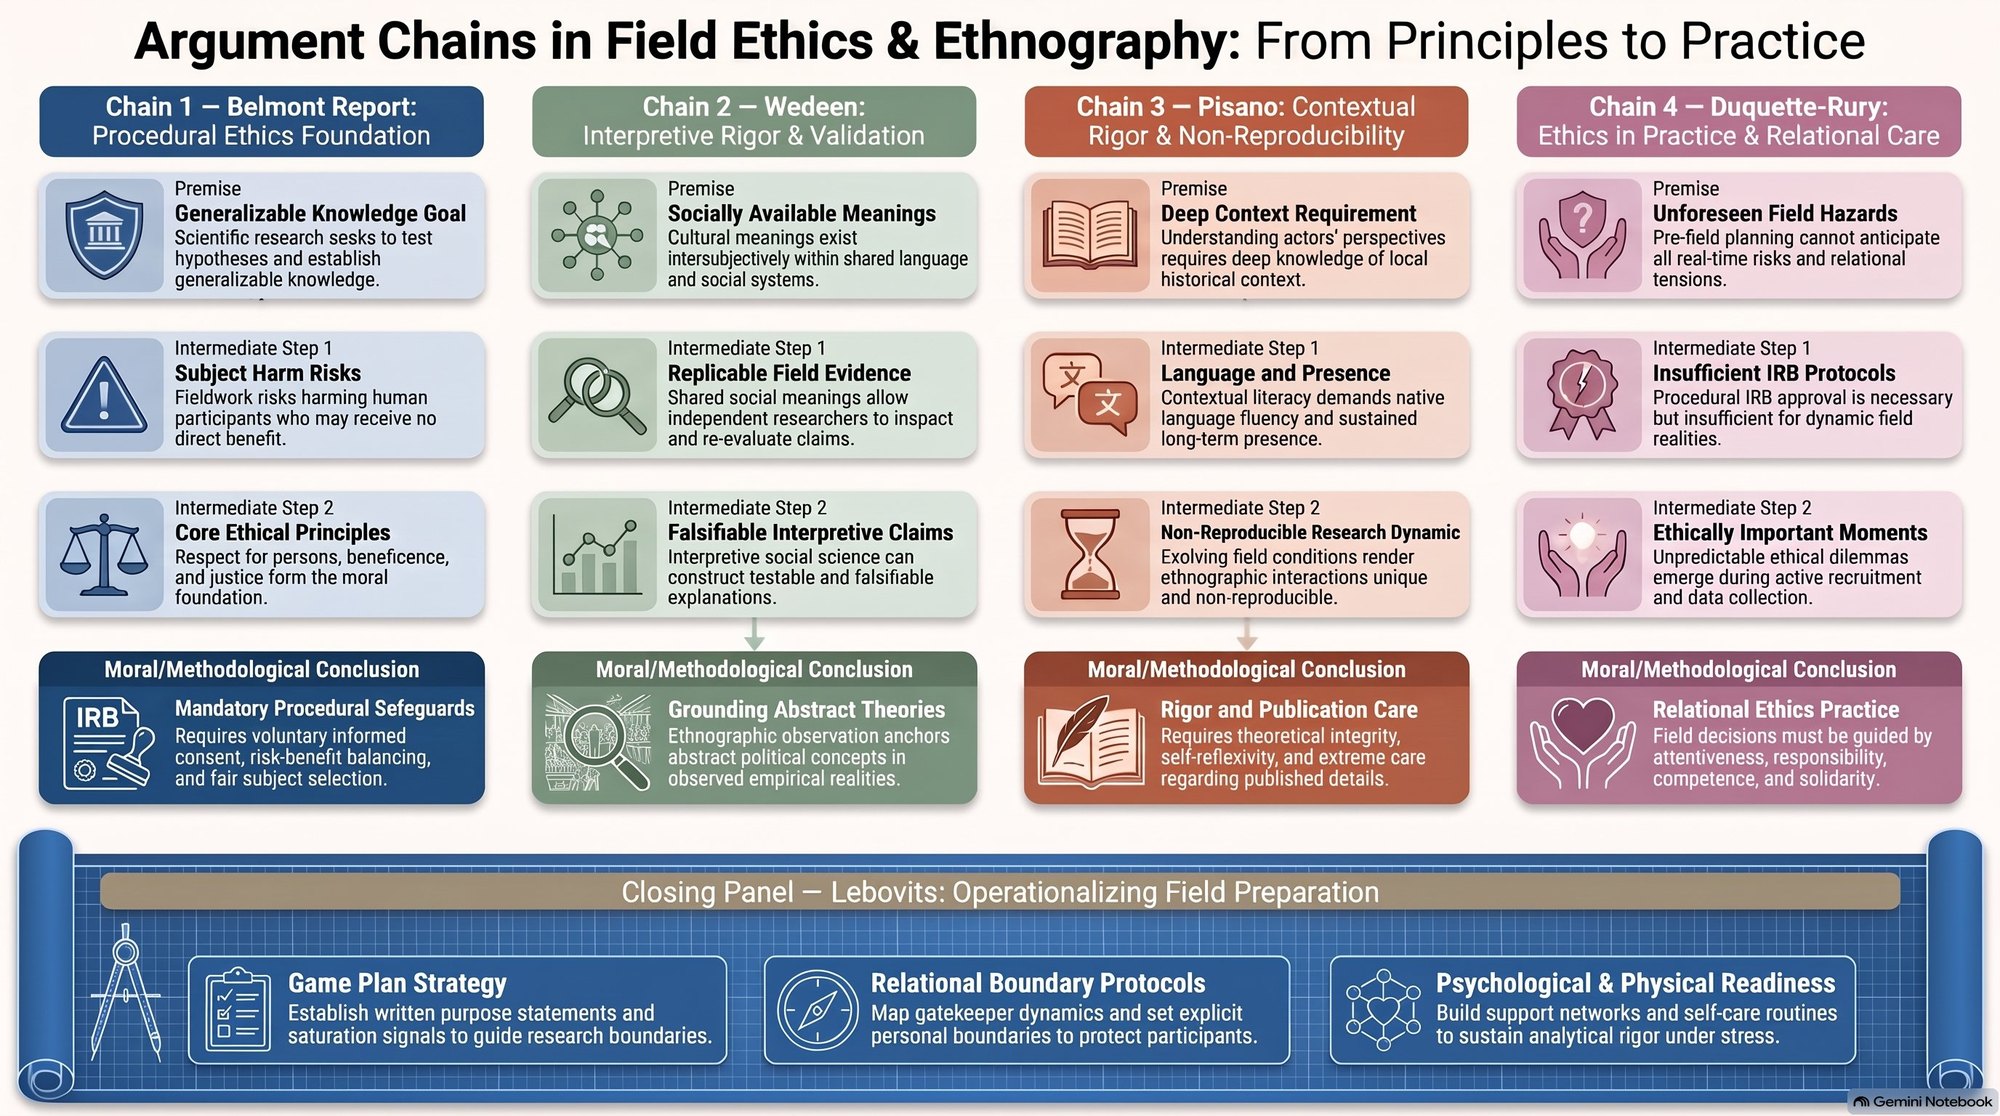 Argument Chains in Field Ethics & Ethnography: From Principles to Practice
Chain 1 — Belmont Report:
Procedural Ethics Foundation
Premise
Generalizable Knowledge Goal
Scientific research sesks to test
hypotheses and establish
generalizable knowledge.
Intermediate Step 1
Subject Harm Risks
Fieldwork risks harming human
participants who may receive no
direct benefit.
Intermediate Step 2
Core Ethical Principles
Respect for persons, beneficence,
and justice form the moral
foundation.
Moral/Methodological Conclusion
IRB
Mandatory Procedural Sefeguards
Requires voluntary informed
consent, risk-benefit balancing,
and fair subject selection.
Chain 2 — Wedeen:
Interpretive Rigor & Validation
Premise
Socially Available Meanings
Cultural meanings exist
intersubjectively within shared language
and social systems.
Intermediate Step 1
Replicable Field Evidence
Shared social meanings allow
independent researchers to inspact
and re-evaluate claims.
Intermediate Step 2
Falsifiable Interpretive Claims
Interpretive social science can
construct testable and falsifiable
explanations.
Moral/Methodological Conclusion
Grounding Abstract Theories
Ethnographic observation anchors
abstract political concepts in
observed empirical realities.
Chain 3 — Pisano: Contextual
Rigor & Non-Reproducibility
Premise
Deep Context Requirement
Understanding actors' perspectives
requires deep knowledge of local
historical context.
Intermediate Step 1
文
文
Language and Presence
Contextual literacy demands native
language fluency and sustained
long-term presence.
Intermediate Step 2
Non-Reproducible Research Dynamic
Evolving field conditions render
ethnographic interactions unique
and non-reproducible.
Moral/Methodological Conclusion
Rigor and Publication Care
Requires theoretical integrity,
self-reflexivity, and extreme care
regarding published details.
Chain 4 — Duquette-Rury:
Ethics in Practice & Relational Care
?
Premise
Unforeseen Field Hazards
Pre-field planning cannot anticipate
all real-time risks and relational
tensions.
Intermediate Step 1
Insufficient IRB Protocols
Procedural IRB approval is necessary
but insufficient for dynamic field
realities.
Intermediate Step 2
Ethically Important Moments
Unpredictable ethical dilemmas
emerge during active recruitment
and data collection.
Moral/Methodological Conclusion
Relational Ethics Practice
Field decisions must be guided by
attentiveness, responsibility,
competence, and solidarity.
Closing Panel — Lebovits: Operationalizing Field Preparation
Game Plan Strategy
Establish written purpose statements and
saturation signals to guide research boundaries.
Relational Boundary Protocols
Map gatekeeper dynamics and set explicit
personal boundaries to protect participants.
Psychological & Physical Readiness
Build support networks and self-care routines
to sustain analytical rigor under stress.
Gemini Notebook